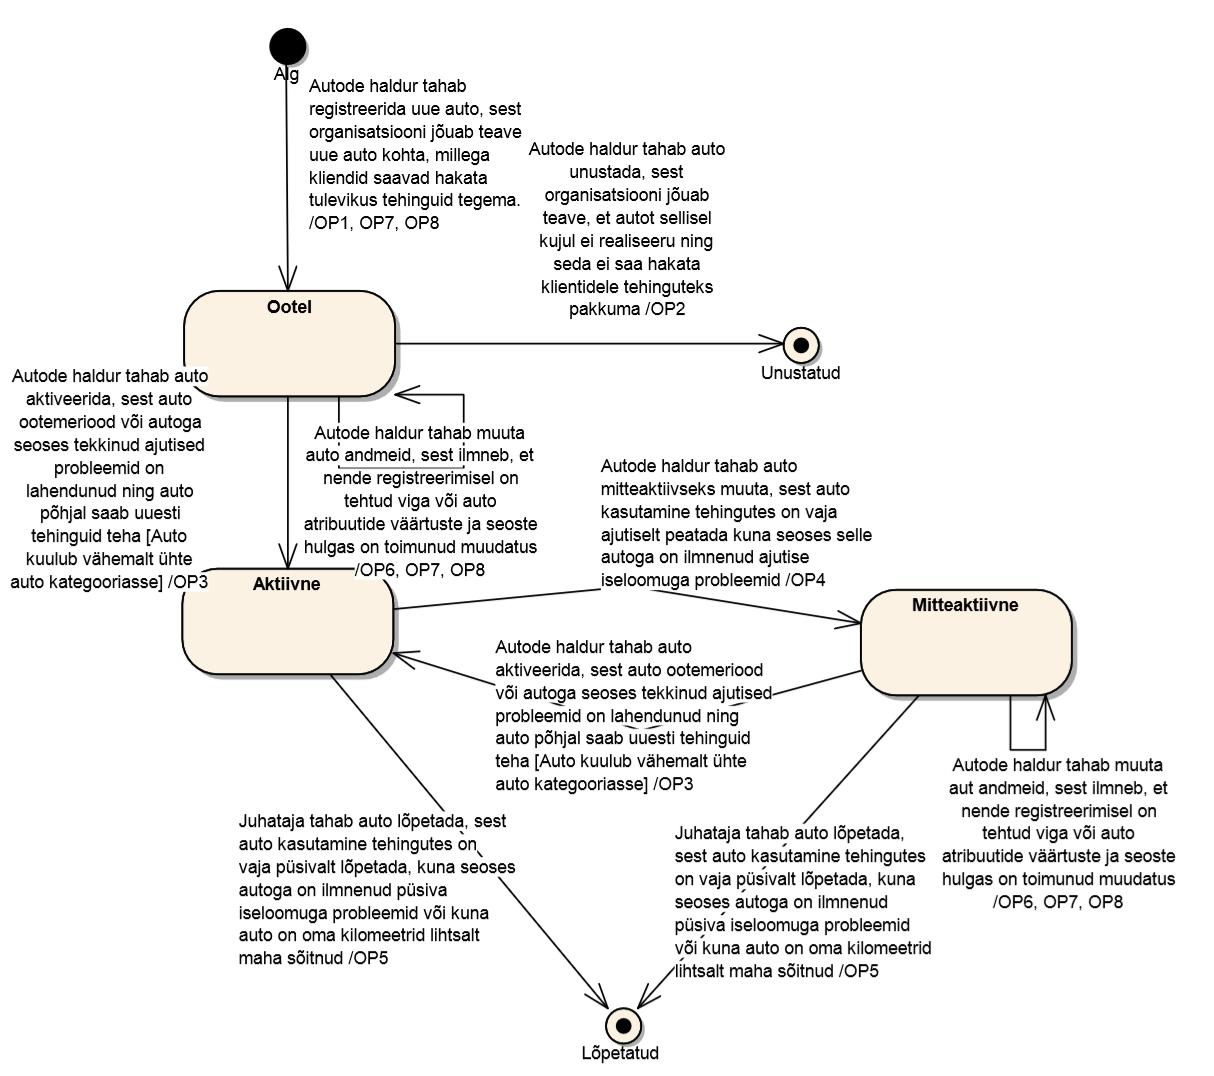 Alg
Autode haldur tahab
registreerida uue auto, sest
organisatsiooni jõuab teave
uue auto kohta, millega
kliendid saavad hakata
tulevikus tehinguid tegema.
/OP1, OP7, OP8
Autode haldur tahab auto
unustada, sest
organisatsiooni jõuab
teave, et autot sellisel
kujul ei realiseeru ning
seda ei saa hakata
klientidele tehinguteks
pakkuma /OP2
Ootel
Unustatud
Autode haldur tahab auto
aktiveerida, sest auto
ootemeriood või autoga
seoses tekkinud ajutised
probleemid on
lahendunud ning auto
põhjal saab uuesti
tehinguid teha [Auto
kuulub vähemalt ühte
auto kategooriasse] /OP3
Autode haldur tahab muuta
auto andmeid, sest ilmneb, et
nende registreerimisel on
tehtud viga või auto
atribuutide väärtuste ja seoste
hulgas on toimunud muudatus
/OP6, OP7, OP8
Autode haldur tahab auto
mitteaktiivseks muuta, sest auto
kasutamine tehingutes on vaja
ajutiselt peatada kuna seoses selle
autoga on ilmnenud ajutise
iseloomuga probleemid /OP4
Aktiivne
Mitteaktiivne
Autode haldur tahab auto
aktiveerida, sest auto ootemeriood
või autoga seoses tekkinud ajutised
probleemid on lahendunud ning
auto põhjal saab uuesti tehinguid
teha [Auto kuulub vähemalt ühte
auto kategooriasse] /OP3
Autode haldur tahab muuta
aut andmeid, sest ilmneb, et
nende registreerimisel on
tehtud viga või auto
atribuutide väärtuste ja seoste
hulgas on toimunud muudatus
/OP6, OP7, OP8
Juhataja tahab auto lõpetada, sest
auto kasutamine tehingutes on
vaja püsivalt lõpetada, kuna seoses
autoga on ilmnenud püsiva
iseloomuga probleemid või kuna
auto on oma kilomeetrid lihtsalt
maha sõitnud /OP5
Juhataja tahab auto lõpetada,
sest auto kasutamine tehingutes
on vaja püsivalt lõpetada, kuna
seoses autoga on ilmnenud
püsiva iseloomuga probleemid
või kuna auto on oma kilomeetrid
lihtsalt maha sõitnud /OP5
Lõpetatud